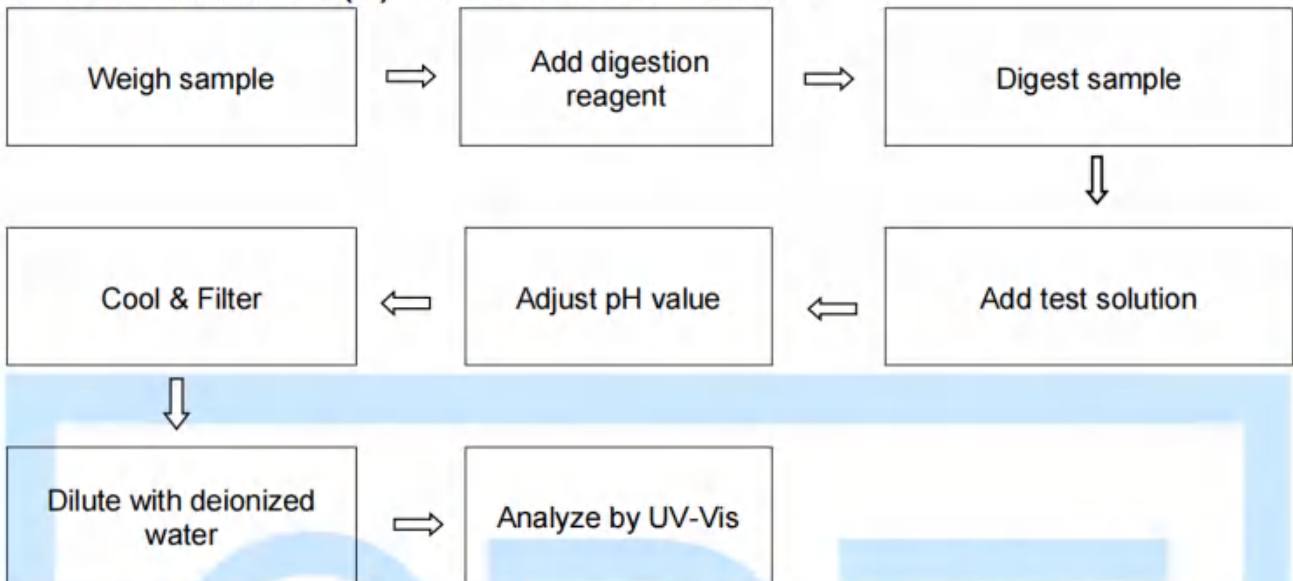 Weigh sample
Add digestion
reagent
Digest sample
Add test solution
Adjust pH value
Cool & Filter
Dilute with deionized
water
Analyze by UV-Vis